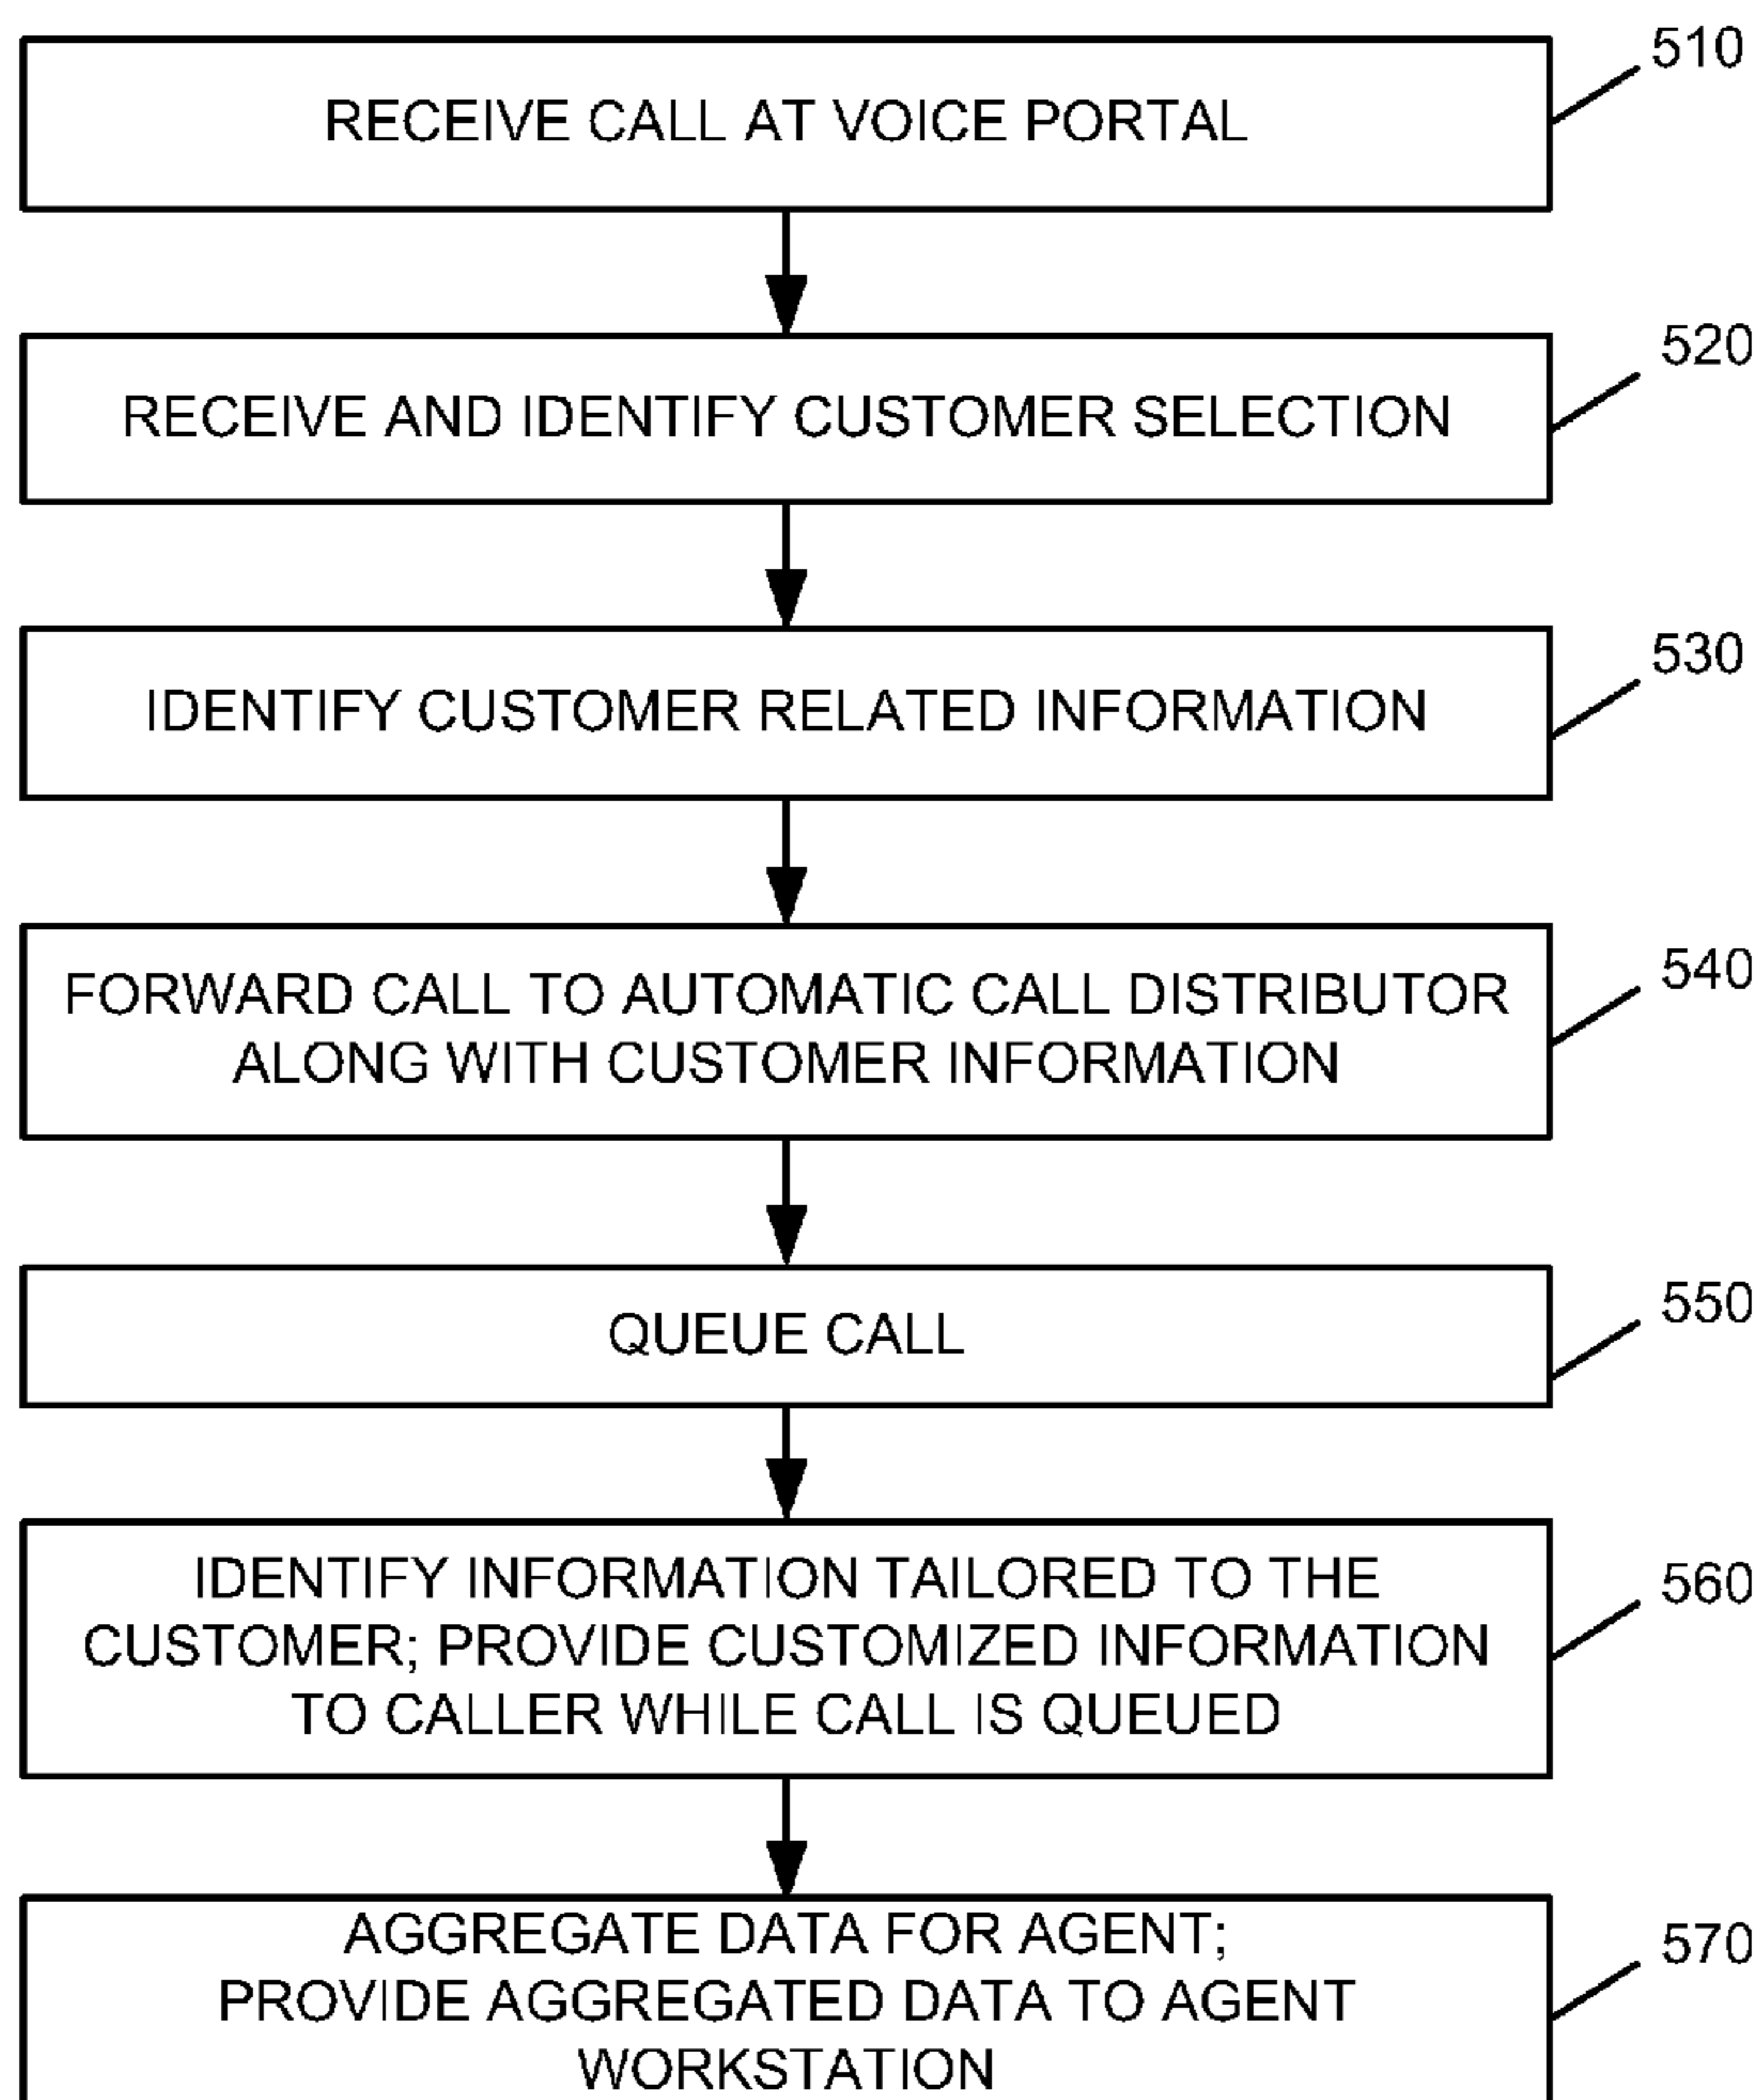 510
RECEIVE CALL AT VOICE PORTAL
520
RECEIVE AND IDENTIFY CUSTOMER SELECTION
530
IDENTIFY CUSTOMER RELATED INFORMATION
540
FORWARD CALL TO AUTOMATIC CALL DISTRIBUTOR
ALONG WITH CUSTOMER INFORMATION
550
QUEUE CALL
560
IDENTIFY INFORMATION TAILORED TO THE
CUSTOMER; PROVIDE CUSTOMIZED INFORMATION
TO CALLER WHILE CALL IS QUEUED
570
AGGREGATE DATA FOR AGENT;
PROVIDE AGGREGATED DATA TO AGENT
WORKSTATION